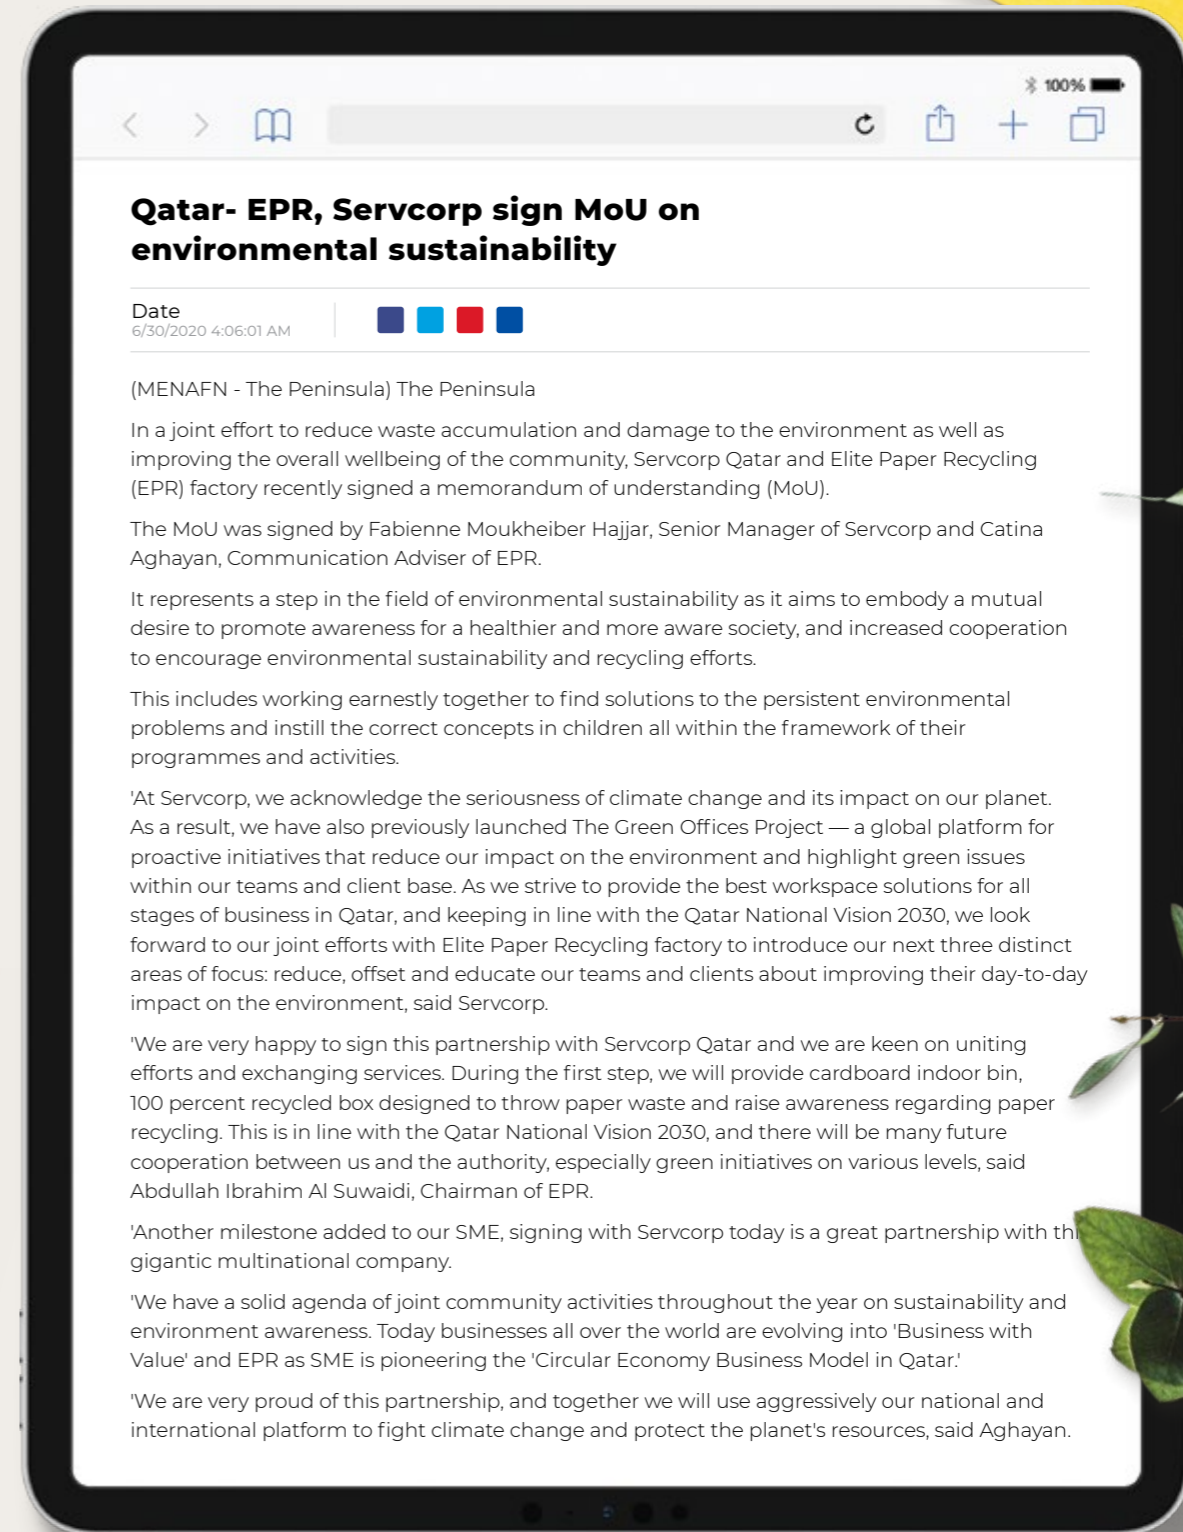 100%
Qatar- EPR, Servcorp sign MoU on
environmental sustainability
Date
6/30/2020 4:06:01 AM
(MENAFN - The Peninsula) The Peninsula
In a joint effort to reduce waste accumulation and damage to the environment as well as
improving the overall wellbeing of the community, Servcorp Qatar and Elite Paper Recycling
(EPR) factory recently signed a memorandum of understanding (MoU).
The MoU was signed by Fabienne Moukheiber Hajjar, Senior Manager of Servcorp and Catina
Aghayan, Communication Adviser of EPR.
It represents a step in the field of environmental sustainability as it aims to embody a mutual
desire to promote awareness for a healthier and more aware society, and increased cooperation
to encourage environmental sustainability and recycling efforts.
This includes working earnestly together to find solutions to the persistent environmental
problems and instill the correct concepts in children all within the framework of their
programmes and activities.
'At Servcorp, we acknowledge the seriousness of climate change and its impact on our planet.
As a result, we have also previously launched The Green Offices Project — a global platform for
proactive initiatives that reduce our impact on the environment and highlight green issues
within our teams and client base. As we strive to provide the best workspace solutions for all
stages of business in Qatar, and keeping in line with the Qatar National Vision 2030, we look
forward to our joint efforts with Elite Paper Recycling factory to introduce our next three distinct
areas of focus: reduce, offset and educate our teams and clients about improving their day-to-day
impact on the environment, said Servcorp.
'We are very happy to sign this partnership with Servcorp Qatar and we are keen on uniting
efforts and exchanging services. During the first step, we will provide cardboard indoor bin,
100 percent recycled box designed to throw paper waste and raise awareness regarding paper
recycling. This is in line with the Qatar National Vision 2030, and there will be many future
cooperation between us and the authority, especially green initiatives on various levels, said
Abdullah Ibrahim Al Suwaidi, Chairman of EPR.
'Another milestone added to our SME, signing with Servcorp today is a great partnership with
gigantic multinational company.
'We have a solid agenda of joint community activities throughout the year on sustainability and
environment awareness. Today businesses all over the world are evolving into 'Business with
Value' and EPR as SME is pioneering the 'Circular Economy Business Model in Qatar.'
'We are very proud of this partnership, and together we will use aggressively our national and
international platform to fight climate change and protect the planet's resources, said Aghayan.